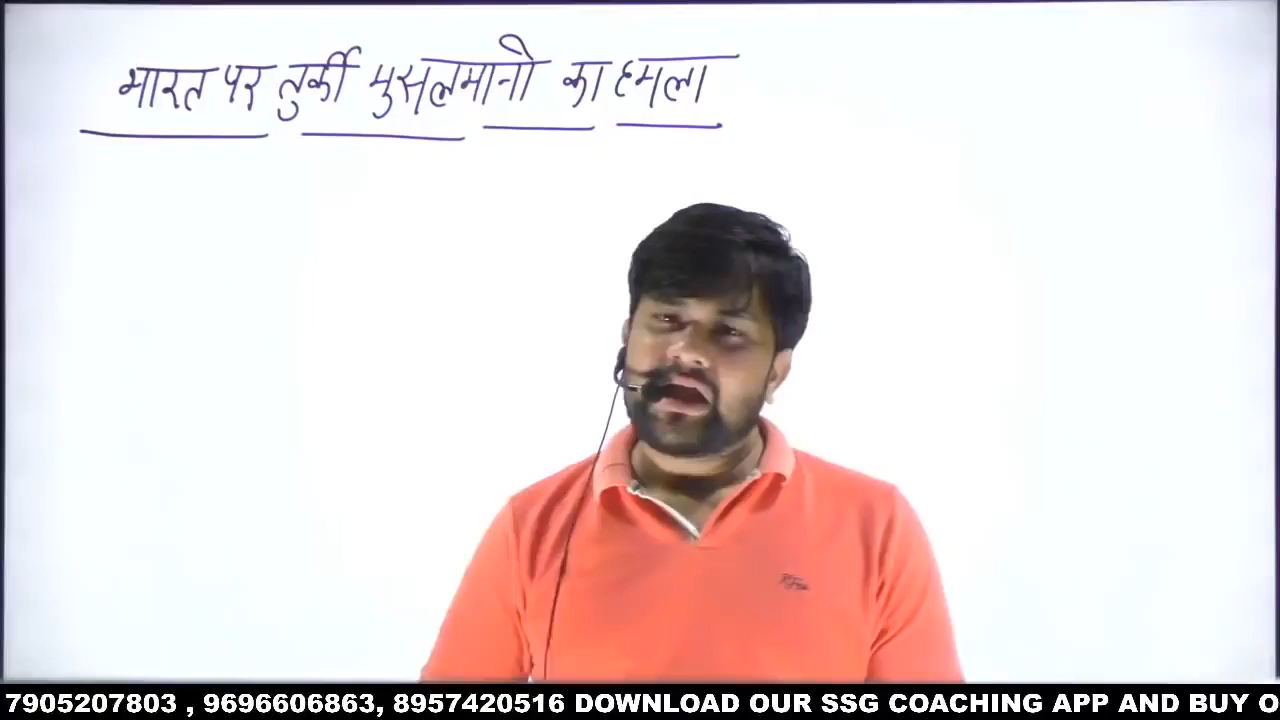 भारत पर तुर्की मुसलमानो का हमला
7905207803 , 9696606863, 8957420516 DOWNLOAD OUR SSG COACHING APP AND BUY O